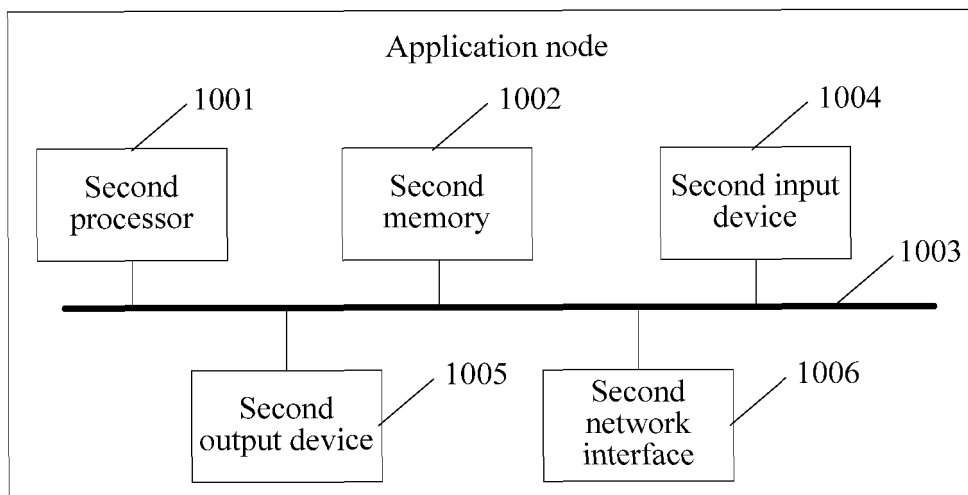 Application node
1001
1002
1004
Second
processor
Second
memory
Second input
device
1003
1005
1006
Second
output device
Second
network
interface